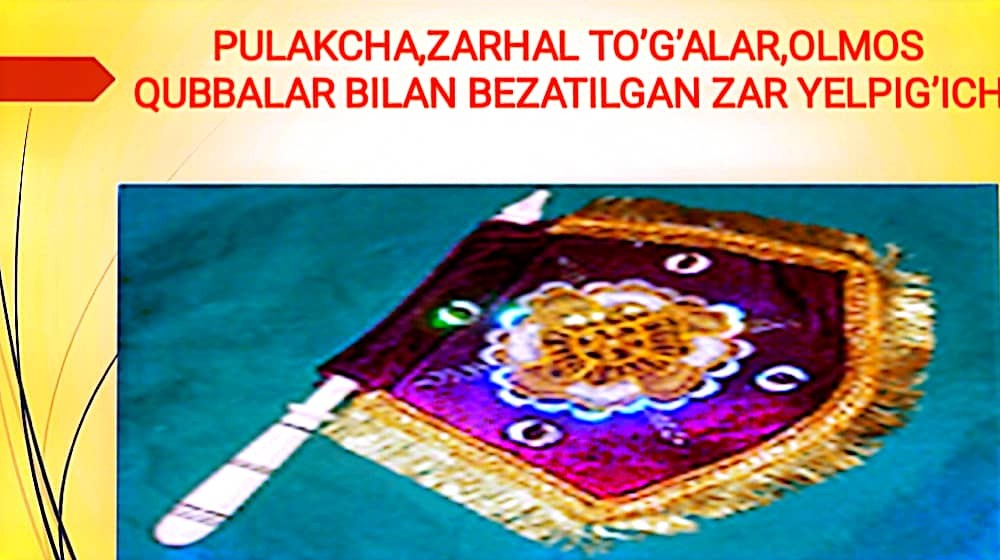 PULAKCHA,ZARHAL TO’G’ALAR,OLMOS
QUBBALAR BILAN BEZATILGAN ZAR YELPIG’ICH